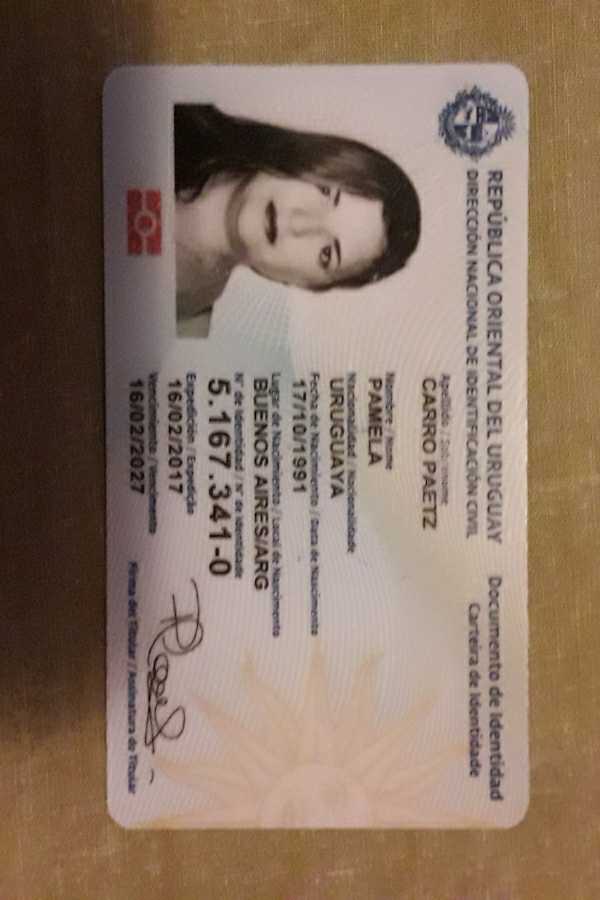 REPÚBLICA ORIENTAL DEL URUGUAY
DIRECCIÓN NACIONAL DE IDENTIFICACIÓN CIVIL
Documento de Identidad
Carteira de Identidade
Apellido / Sobrenome
CARRO PAETZ
Nombre / Nome
PAMELA
Nacionalidad / Nacionalidade
URUGUAYA
Fecha de Nacimiento / Data de Nascimento
17/10/1991
Lugar de Nacimiento / Local de Nascimento
BUENOS AIRES/ARG
N° de Identidad / N° de Identidade
5.167.341-0
Expedición / Expedição
16/02/2017
Vencimiento / Vencimento
16/02/2027
Firma del Titular / Assinatura do Titular